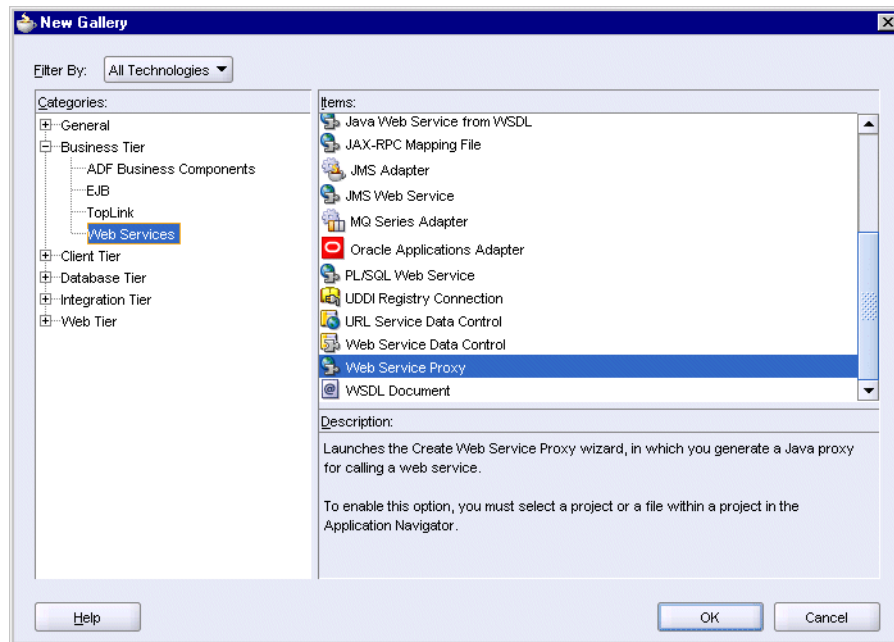 New Gallery
Filter By: All Technologies
Categories:
General
Business Tier
ADF Business Components
EJB
TopLink
Web Services
Client Tier
Database Tier
Integration Tier
Web Tier
Items:
Java Web Service from WSDL
JAX-RPC Mapping File
JMS Adapter
JMS Web Service
MQ Series Adapter
Oracle Applications Adapter
PL/SQL Web Service
UDDI Registry Connection
URL Service Data Control
Web Service Data Control
Web Service Proxy
WSDL Document
Description:
Launches the Create Web Service Proxy wizard, in which you generate a Java proxy
for calling a web service.
To enable this option, you must select a project or a file within a project in the
Application Navigator.
Help
OK
Cancel